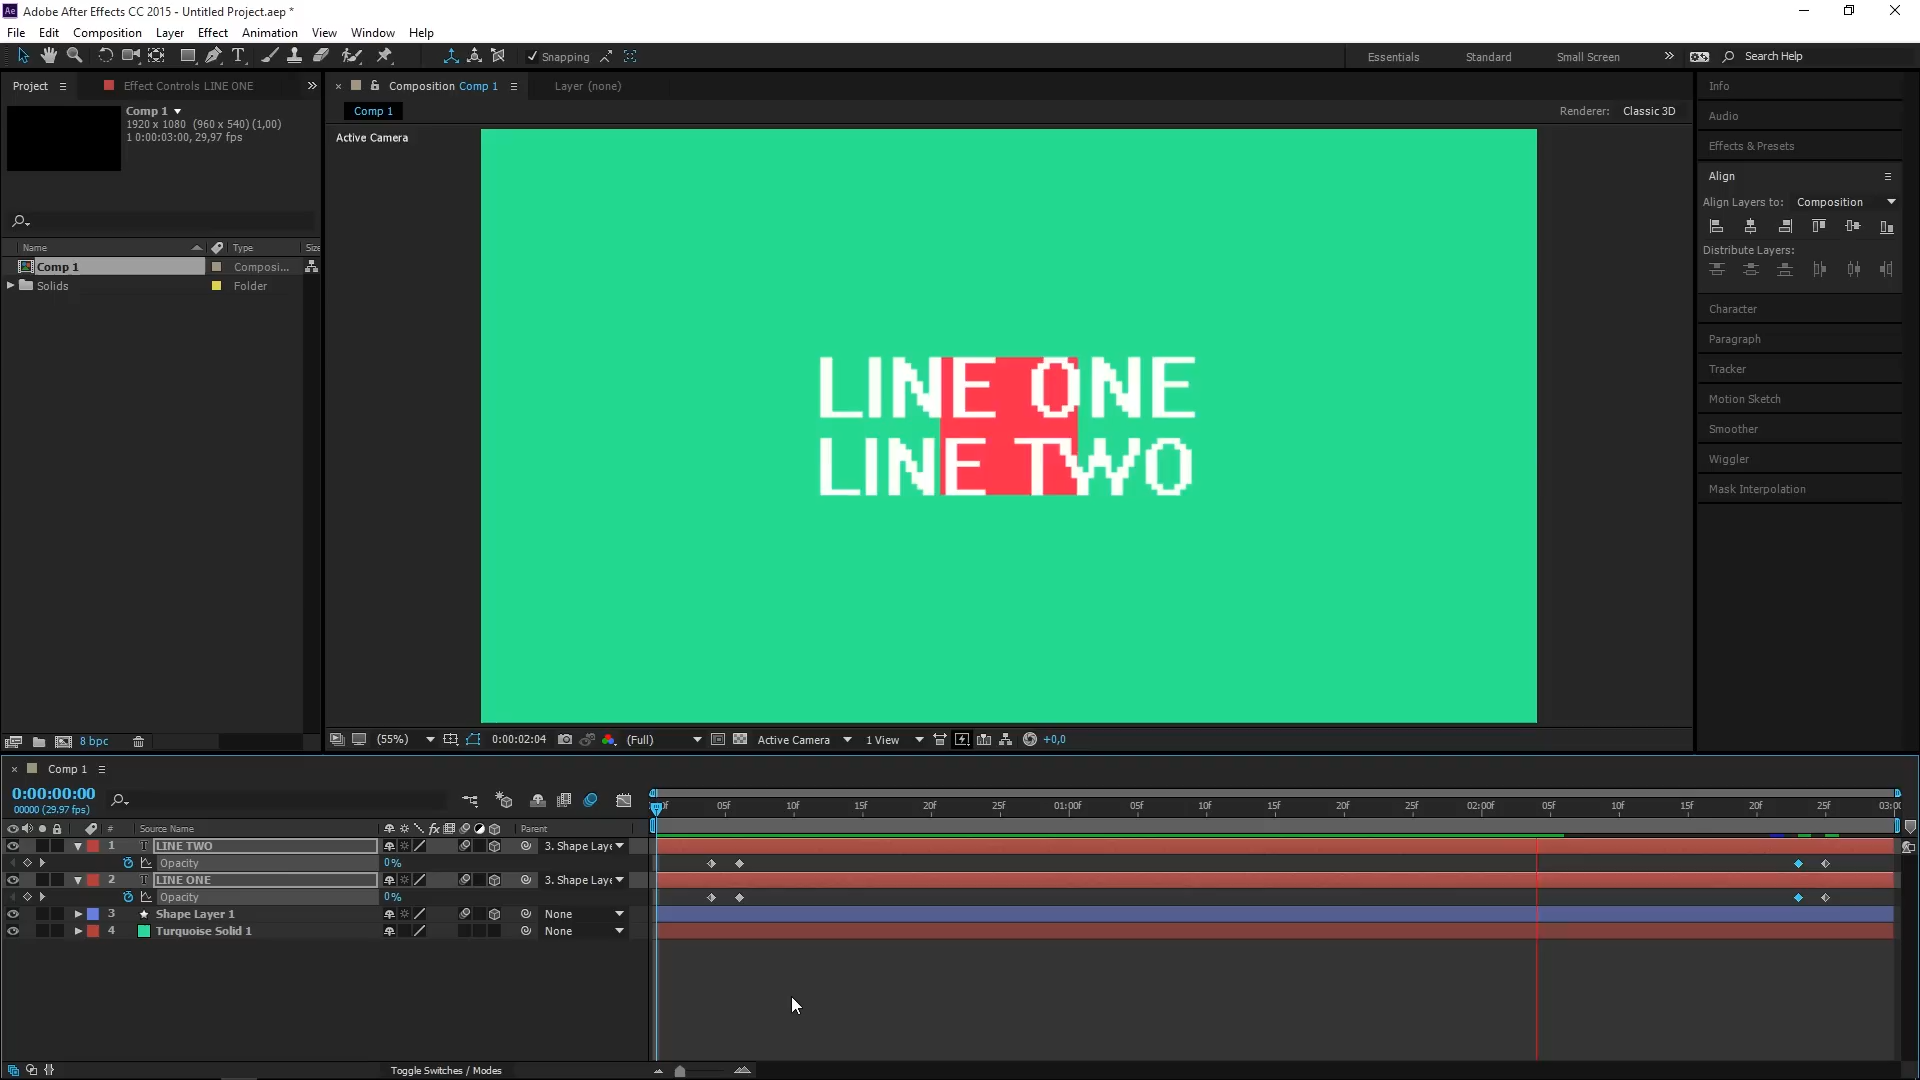 Adobe After Effects CC 2015 - Untitled Project.aep *
File Edit Composition Layer Effect Animation View Window Help
Snapping
Essentials Standard Small Screen
Search Help
Project Effect Controls LINE ONE
Composition Comp 1 Layer (none)
Comp 1
Renderer: Classic 3D
Active Camera
Comp 1
1920 x 1080 (960 x 540) (1,00)
1 0:00:03:00, 29,97 fps
Name Type Size
Comp 1 Composi...
Solids Folder
8 bpc
LINE ONE
LINE TWO
(55%) 0:00:02:04 (Full) Active Camera 1 View +0,0
Info
Audio
Effects & Presets
Align
Align Layers to: Composition
Distribute Layers:
Character
Paragraph
Tracker
Motion Sketch
Smoother
Wiggler
Mask Interpolation
Comp 1
0:00:00:00
00000 (29.97 fps)
05f 10f 15f 20f 25f 01:00f 05f 10f 15f 20f 25f 02:00f 05f 10f 15f 20f 25f 03:00
# Source Name Parent
1 T LINE TWO 3. Shape Laye
Opacity 0%
2 T LINE ONE 3. Shape Laye
Opacity 0%
3 Shape Layer 1 None
4 Turquoise Solid 1 None
Toggle Switches / Modes